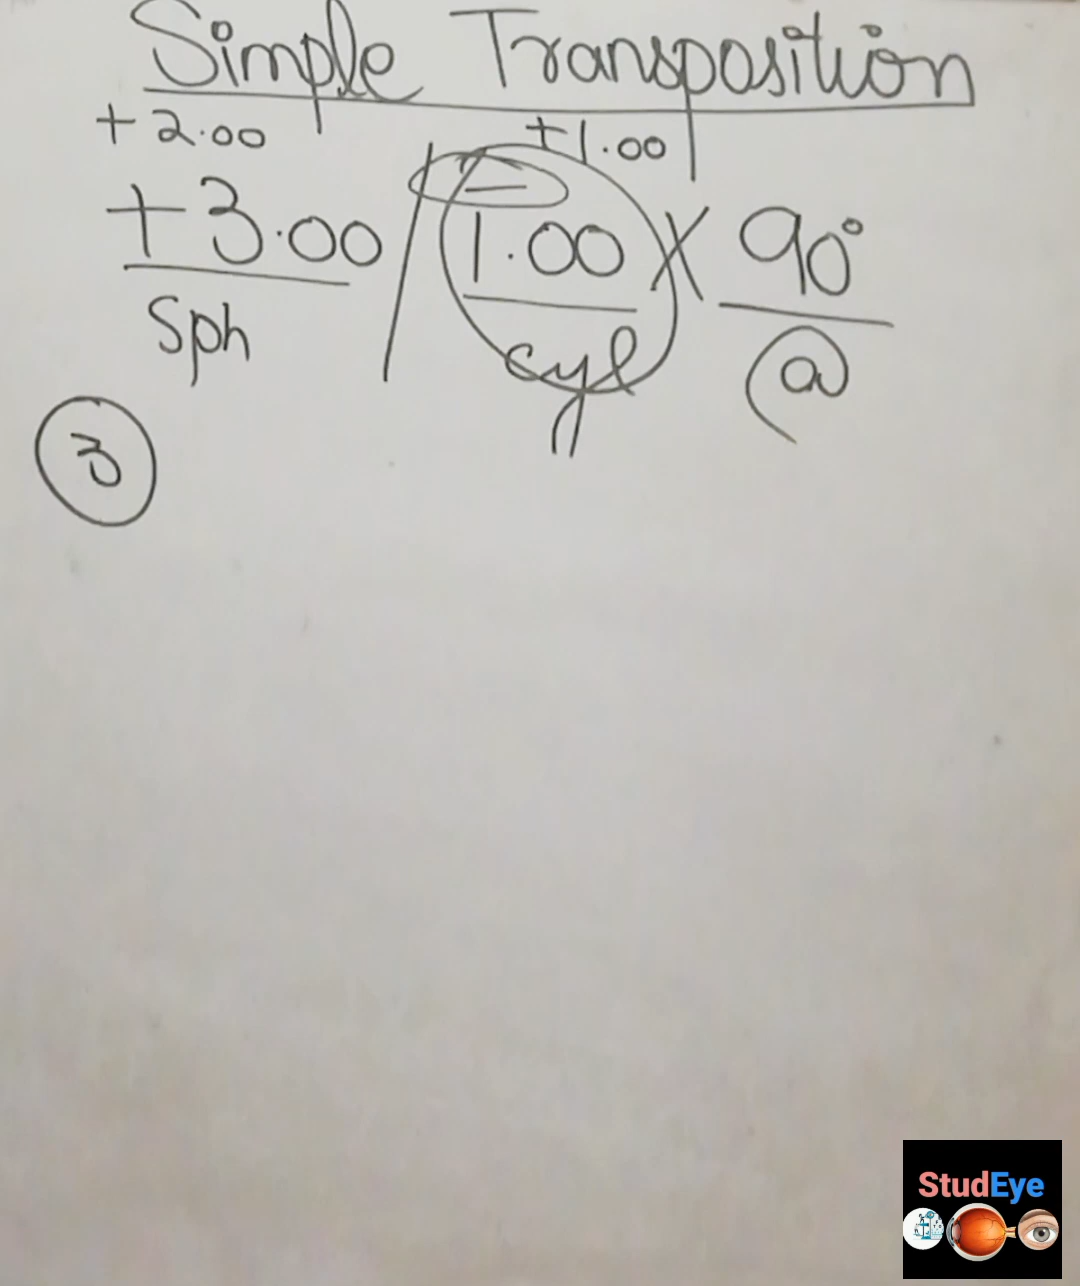 Simple Transposition
+2.00 +1.00
+3.00 / - 1.00 X 90°
Sph cyl @
3
StudEye